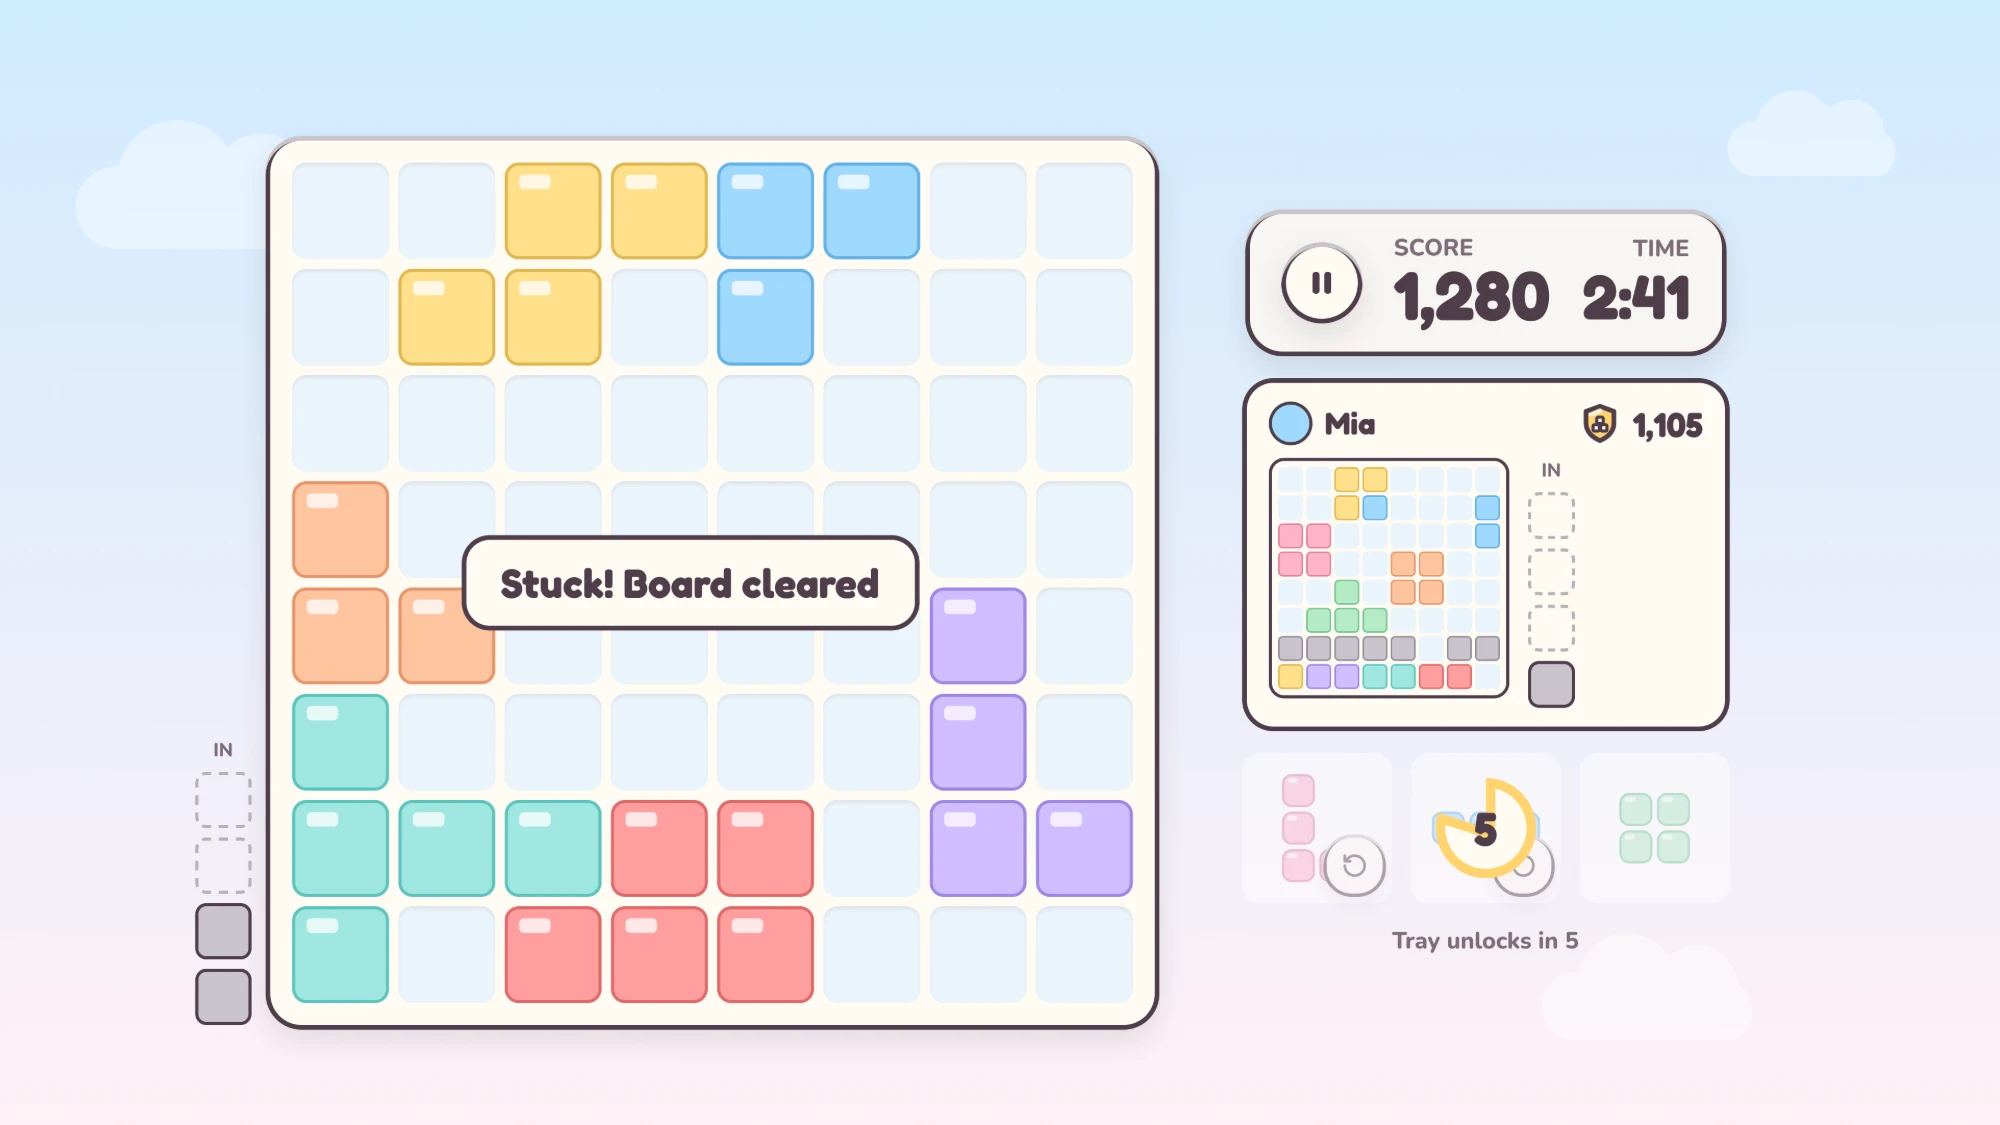 SCORE
1,280
TIME
2:41
Mia
1,105
IN
Stuck! Board cleared
IN
5
Tray unlocks in 5